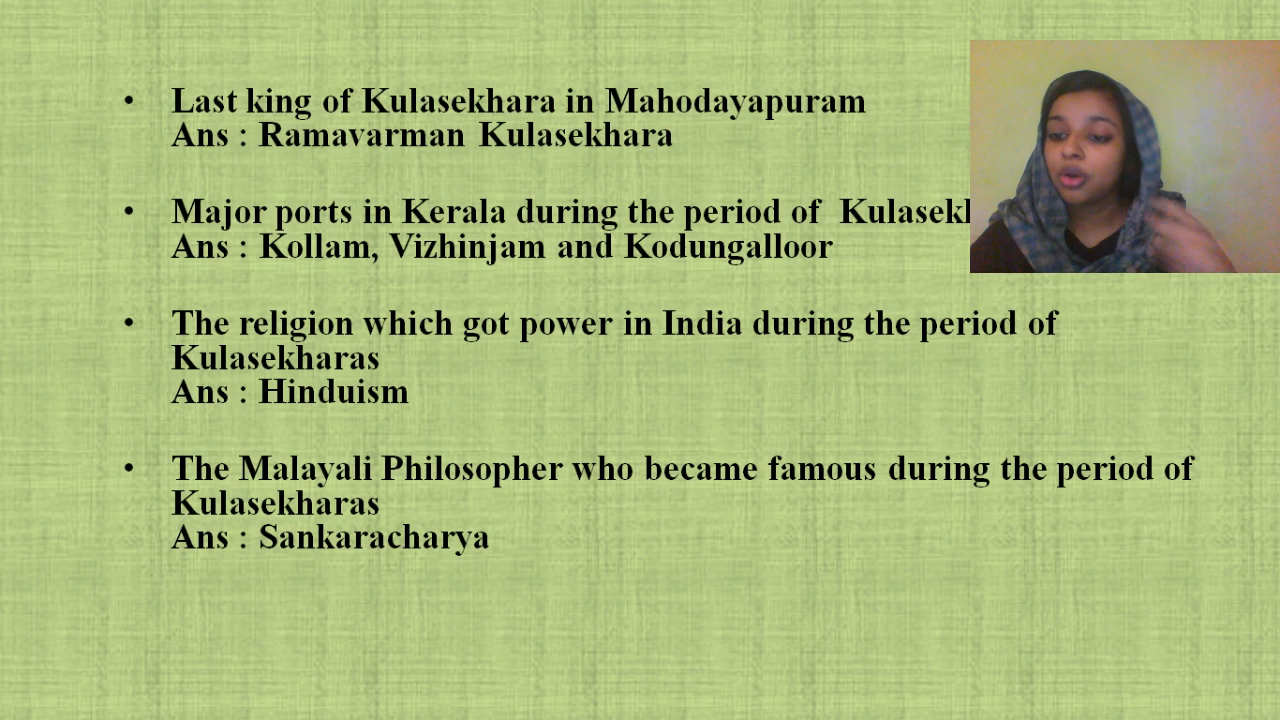 • Last king of Kulasekhara in Mahodayapuram
Ans : Ramavarman Kulasekhara
• Major ports in Kerala during the period of
Ans : Kollam, Vizhinjam and Kodungalloor
• The religion which got power in India during the period of
Kulasekharas
Ans : Hinduism
• The Malayali Philosopher who became famous during the period of
Kulasekharas
Ans : Sankaracharya